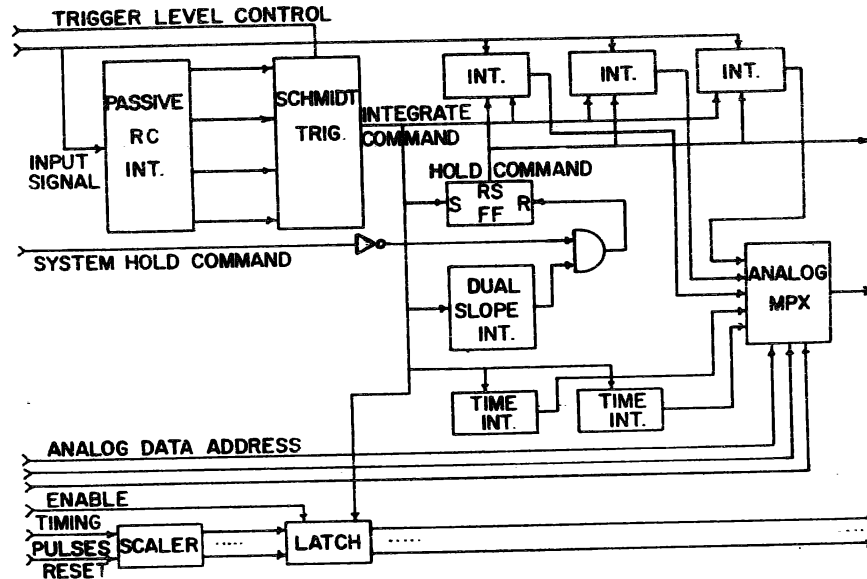 TRIGGER LEVEL CONTROL
INT.
INT.
INT.
PASSIVE
RC
INT.
SCHMIDT
TRIG.
INTEGRATE
COMMAND
INPUT
SIGNAL
HOLD COMMAND
S RS R
FF
SYSTEM HOLD COMMAND
DUAL
SLOPE
INT.
ANALOG
MPX
TIME
INT.
TIME
INT.
ANALOG DATA ADDRESS
ENABLE
TIMING
PULSES
RESET
SCALER
.....
LATCH
.....
.....